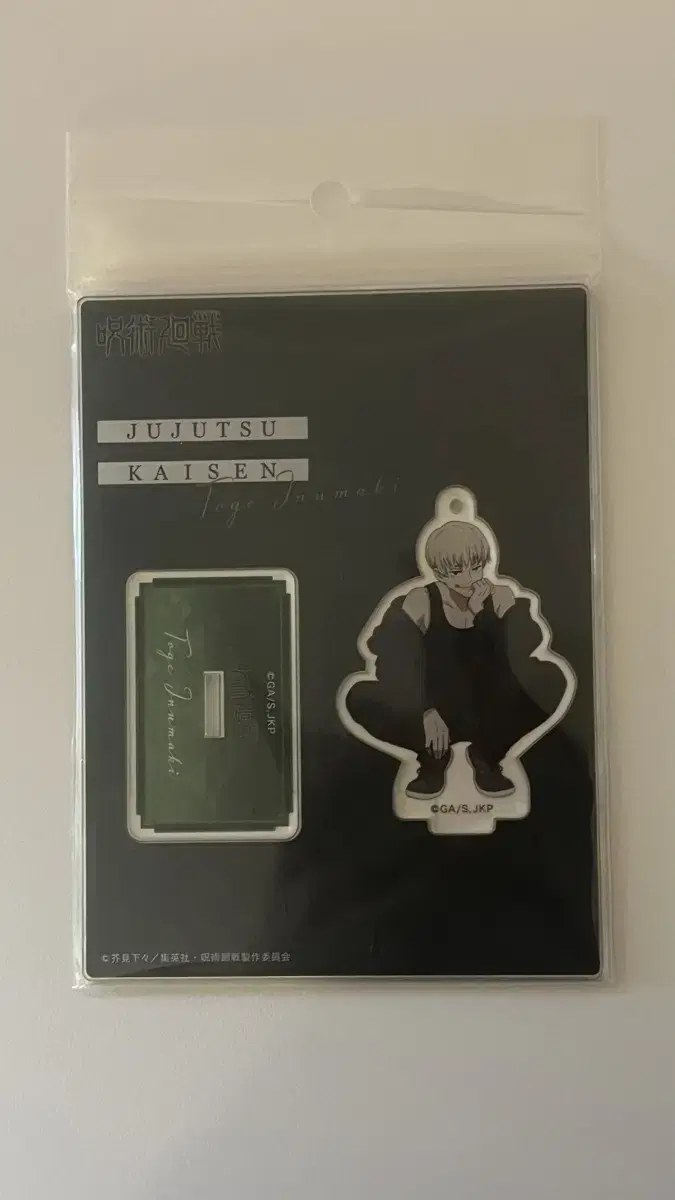 呪術廻戦
JUJUTSU
KAISEN
Toge Inumaki
Toge Inumaki
©GA/S,JKP
©GA/S,JKP
©芥見下々／集英社・呪術廻戦製作委員会